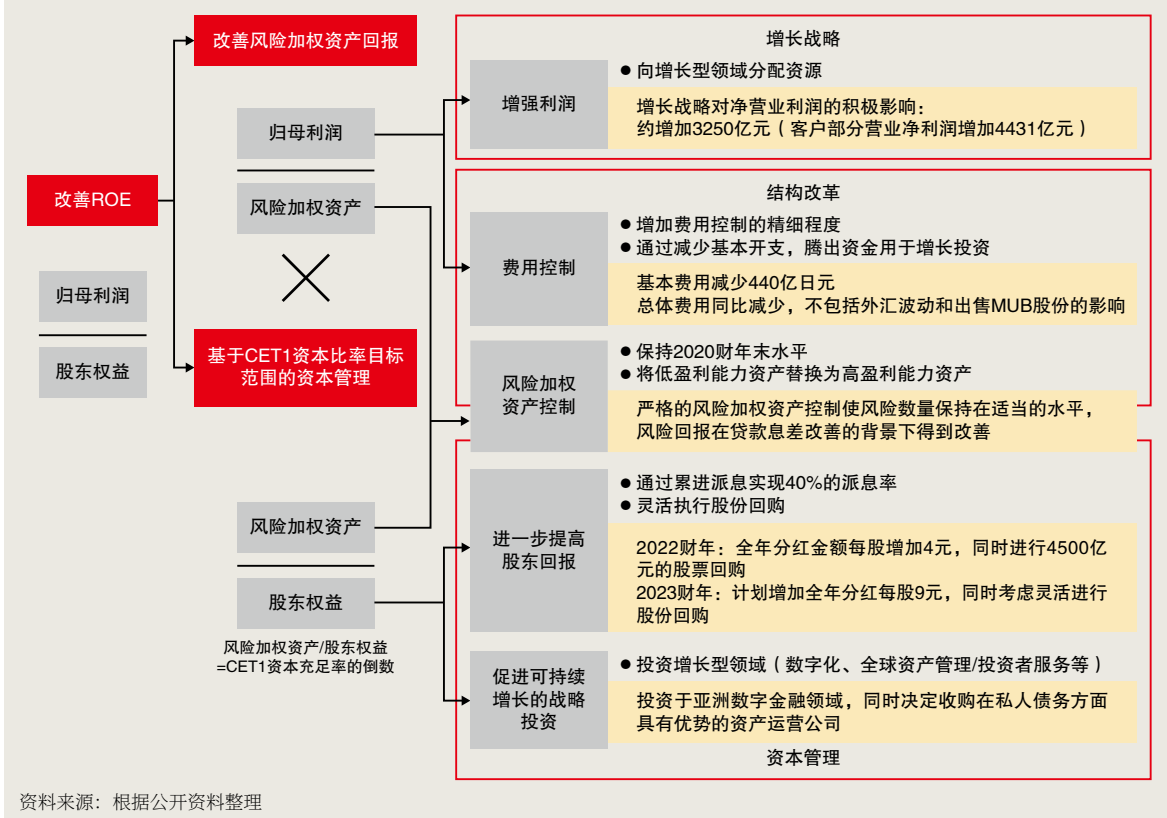 改善风险加权资产回报
改善ROE
归母利润
股东权益
归母利润
风险加权资产
基于CET1资本比率目标
范围的资本管理
风险加权资产
股东权益
风险加权资产/股东权益
=CET1资本充足率的倒数
增长战略
增强利润
● 向增长型领域分配资源
增长战略对净营业利润的积极影响：
约增加3250亿元（客户部分营业净利润增加4431亿元）
结构改革
费用控制
● 增加费用控制的精细程度
● 通过减少基本开支，腾出资金用于增长投资
基本费用减少440亿日元
总体费用同比减少，不包括外汇波动和出售MUB股份的影响
风险加权
资产控制
● 保持2020财年末水平
● 将低盈利能力资产替换为高盈利能力资产
严格的风险加权资产控制使风险数量保持在适当的水平，
风险回报在贷款息差改善的背景下得到改善
进一步提高
股东回报
● 通过累进派息实现40%的派息率
● 灵活执行股份回购
2022财年：全年分红金额每股增加4元，同时进行4500亿
元的股票回购
2023财年：计划增加全年分红每股9元，同时考虑灵活进行
股份回购
促进可持续
增长的战略
投资
● 投资增长型领域（数字化、全球资产管理/投资者服务等）
投资于亚洲数字金融领域，同时决定收购在私人债务方面
具有优势的资产运营公司
资本管理
资料来源：根据公开资料整理